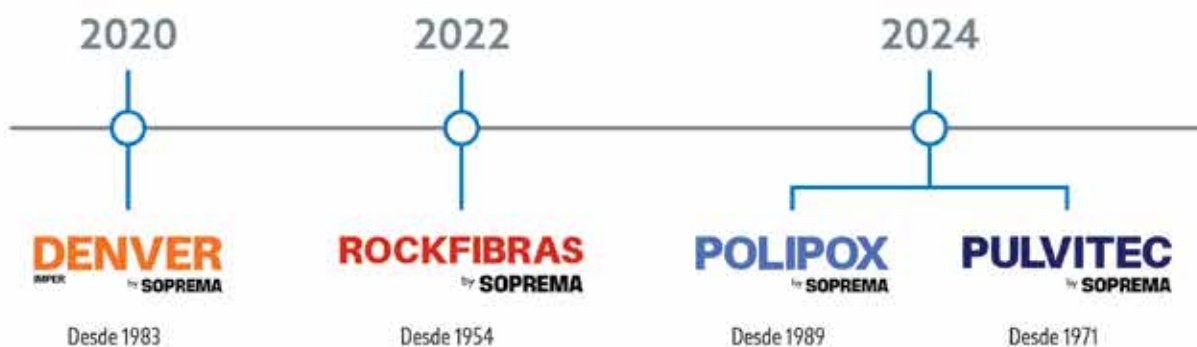 2020
2022
2024
DENVER
IMPER
by SOPREMA
Desde 1983
ROCKFIBRAS
by SOPREMA
Desde 1954
POLIPOX
by SOPREMA
Desde 1989
PULVITEC
by SOPREMA
Desde 1971